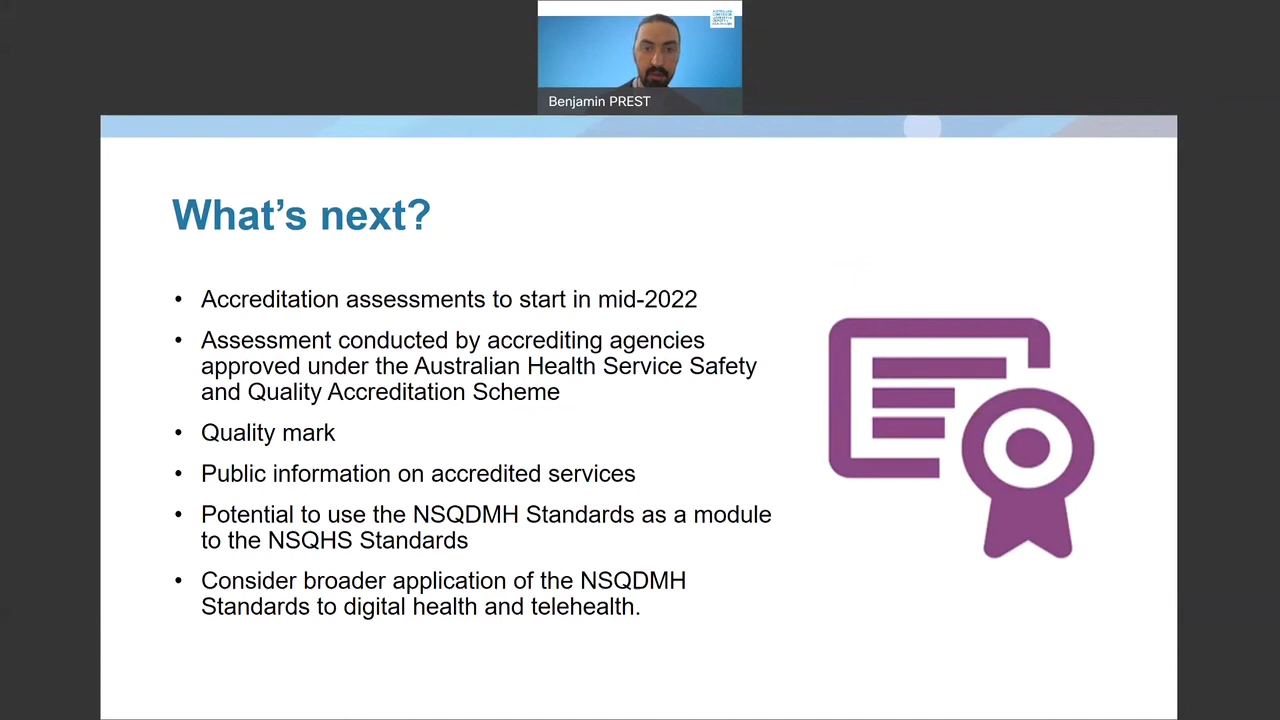 Benjamin PREST
What's next?
• Accreditation assessments to start in mid-2022
• Assessment conducted by accrediting agencies
approved under the Australian Health Service Safety
and Quality Accreditation Scheme
• Quality mark
• Public information on accredited services
• Potential to use the NSQDMH Standards as a module
to the NSQHS Standards
• Consider broader application of the NSQDMH
Standards to digital health and telehealth.